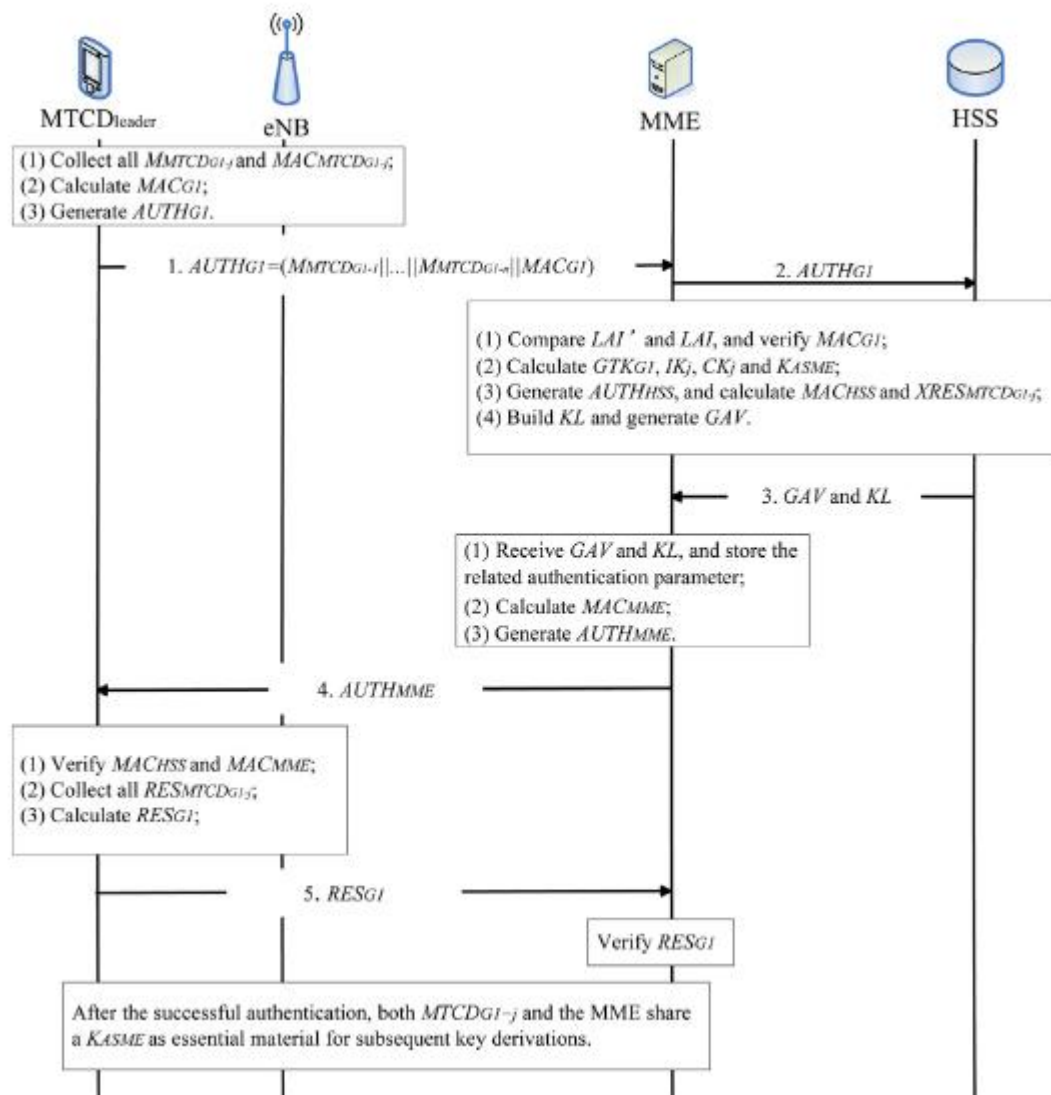 MTCDleader
eNB
MME
HSS
(1) Collect all MMTCDG1-j and MACMTCDG1-j;
(2) Calculate MACG1;
(3) Generate AUTHG1.
1. AUTHG1=(MMTCDG1-1||...||MMTCDG1-n||MACG1)
2. AUTHG1
(1) Compare LAI' and LAI, and verify MACG1;
(2) Calculate GTKG1, IKj, CKj and KASME;
(3) Generate AUTHHSS, and calculate MACHSS and XRESMTCDG1-j;
(4) Build KL and generate GAV.
3. GAV and KL
(1) Receive GAV and KL, and store the
related authentication parameter;
(2) Calculate MACMME;
(3) Generate AUTHMME.
4. AUTHMME
(1) Verify MACHSS and MACMME;
(2) Collect all RESMTCDG1-j;
(3) Calculate RESG1;
5. RESG1
Verify RESG1
After the successful authentication, both MTCDG1-j and the MME share
a KASME as essential material for subsequent key derivations.